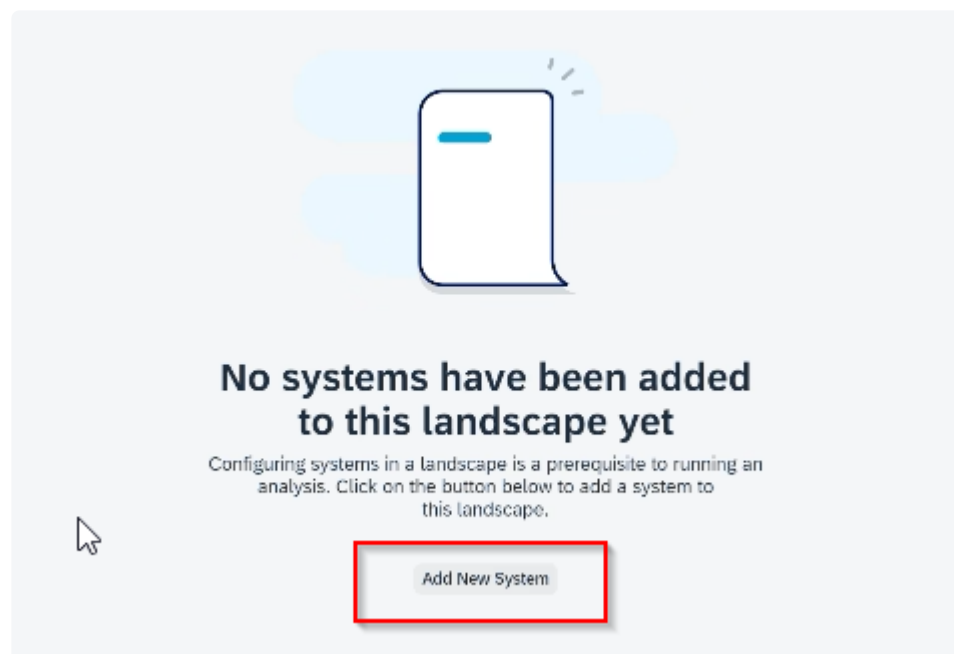 No systems have been added
to this landscape yet
Configuring systems in a landscape is a prerequisite to running an
analysis. Click on the button below to add a system to
this landscape.
Add New System